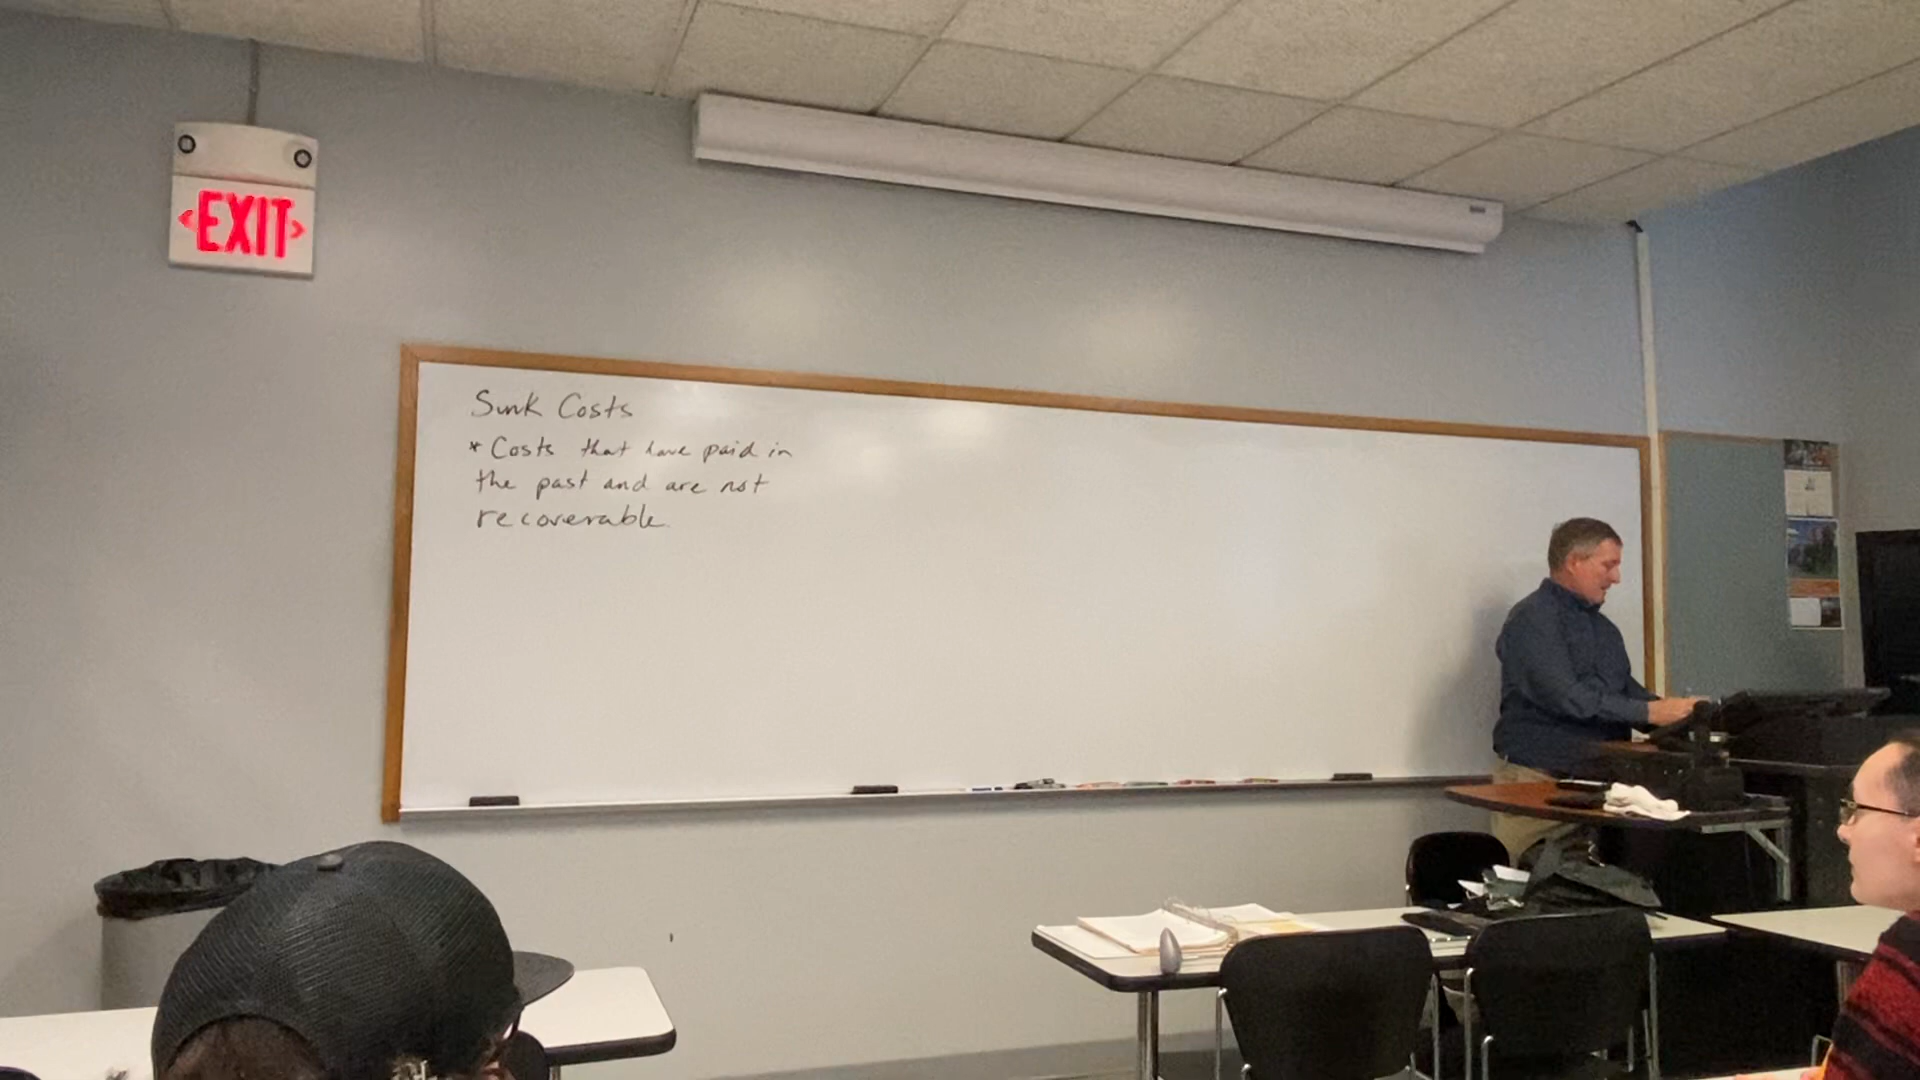 <EXIT>
Sunk Costs
* Costs that have paid in
the past and are not
recoverable.